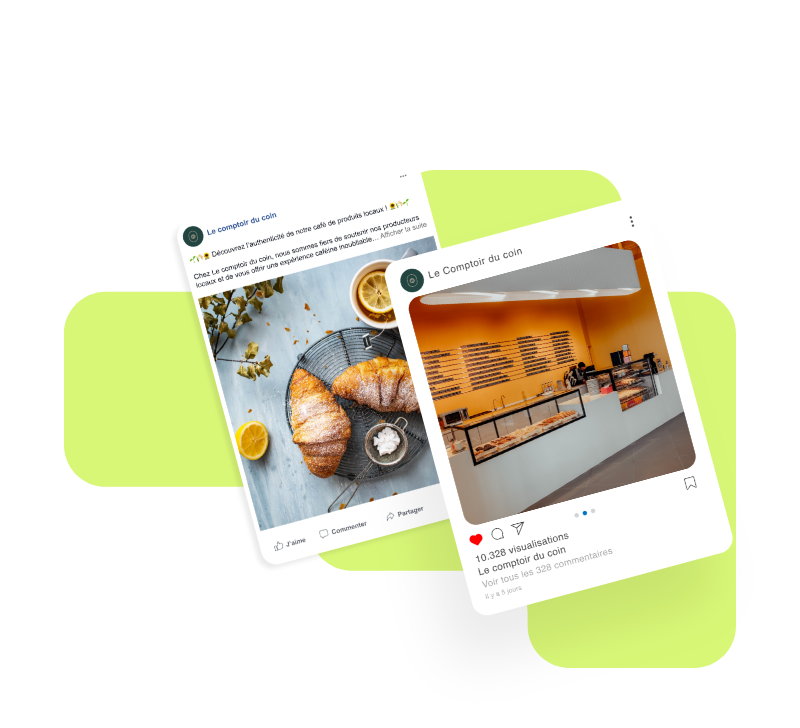 Le comptoir du coin
Découvrez l'authenticité de notre café de produits locaux !
Chez Le comptoir du coin, nous sommes fiers de soutenir nos producteurs
locaux et de vous offrir une expérience caféine inoubliable... Afficher la suite
J'aime
Commenter
Partager
Le Comptoir du coin
10.328 visualisations
Le comptoir du coin
Voir tous les 328 commentaires
Il y a 5 jours